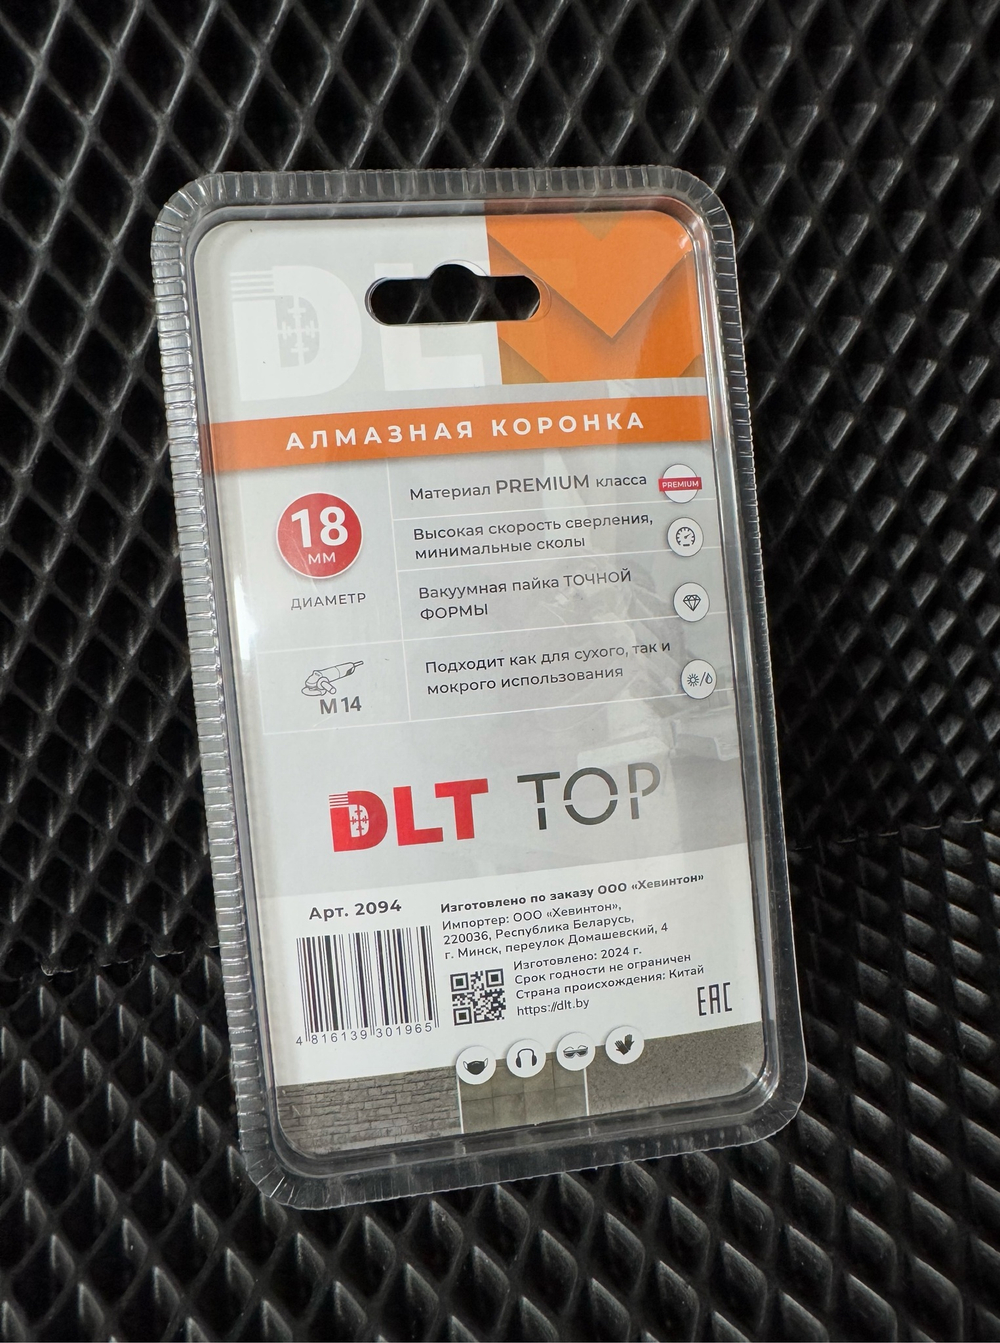 DLT
АЛМАЗНАЯ КОРОНКА
18
ММ
ДИАМЕТР
М 14
Материал PREMIUM класса
PREMIUM
Высокая скорость сверления,
минимальные сколы
Вакуумная пайка ТОЧНОЙ
ФОРМЫ
Подходит как для сухого, так и
мокрого использования
DLT TOP
Арт. 2094
4 816139 301965
Изготовлено по заказу ООО «Хевинтон»
Импортер: ООО «Хевинтон»,
220036, Республика Беларусь,
г. Минск, переулок Домашевский, 4
Изготовлено: 2024 г.
Срок годности не ограничен
Страна происхождения: Китай
https://dlt.by
EAC